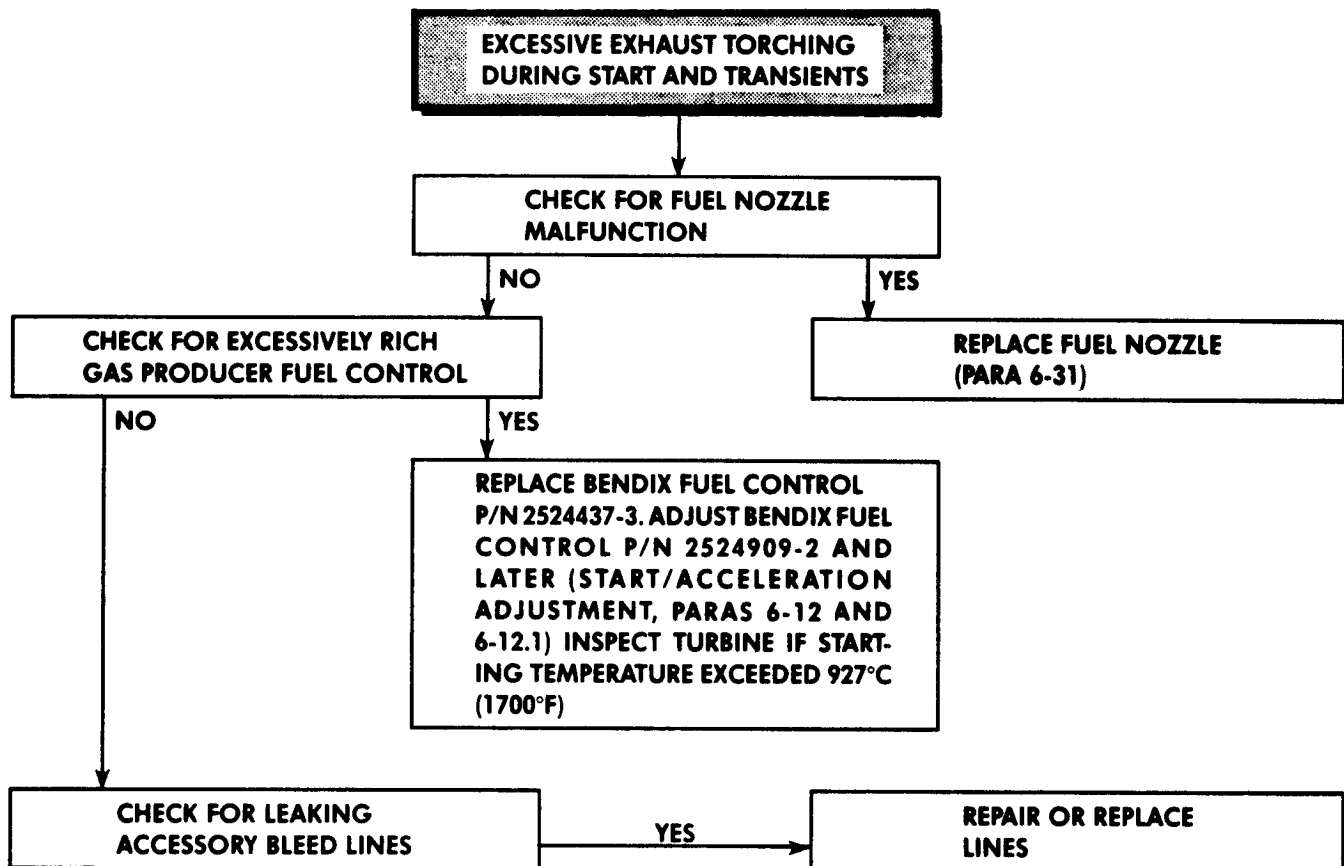 EXCESSIVE EXHAUST TORCHING
DURING START AND TRANSIENTS
CHECK FOR FUEL NOZZLE
MALFUNCTION
NO
YES
CHECK FOR EXCESSIVELY RICH
GAS PRODUCER FUEL CONTROL
REPLACE FUEL NOZZLE
(PARA 6-31)
NO
YES
REPLACE BENDIX FUEL CONTROL
P/N 2524437-3. ADJUST BENDIX FUEL
CONTROL P/N 2524909-2 AND
LATER (START/ACCELERATION
ADJUSTMENT, PARAS 6-12 AND
6-12.1) INSPECT TURBINE IF START-
ING TEMPERATURE EXCEEDED 927°C
(1700°F)
CHECK FOR LEAKING
ACCESSORY BLEED LINES
YES
REPAIR OR REPLACE
LINES